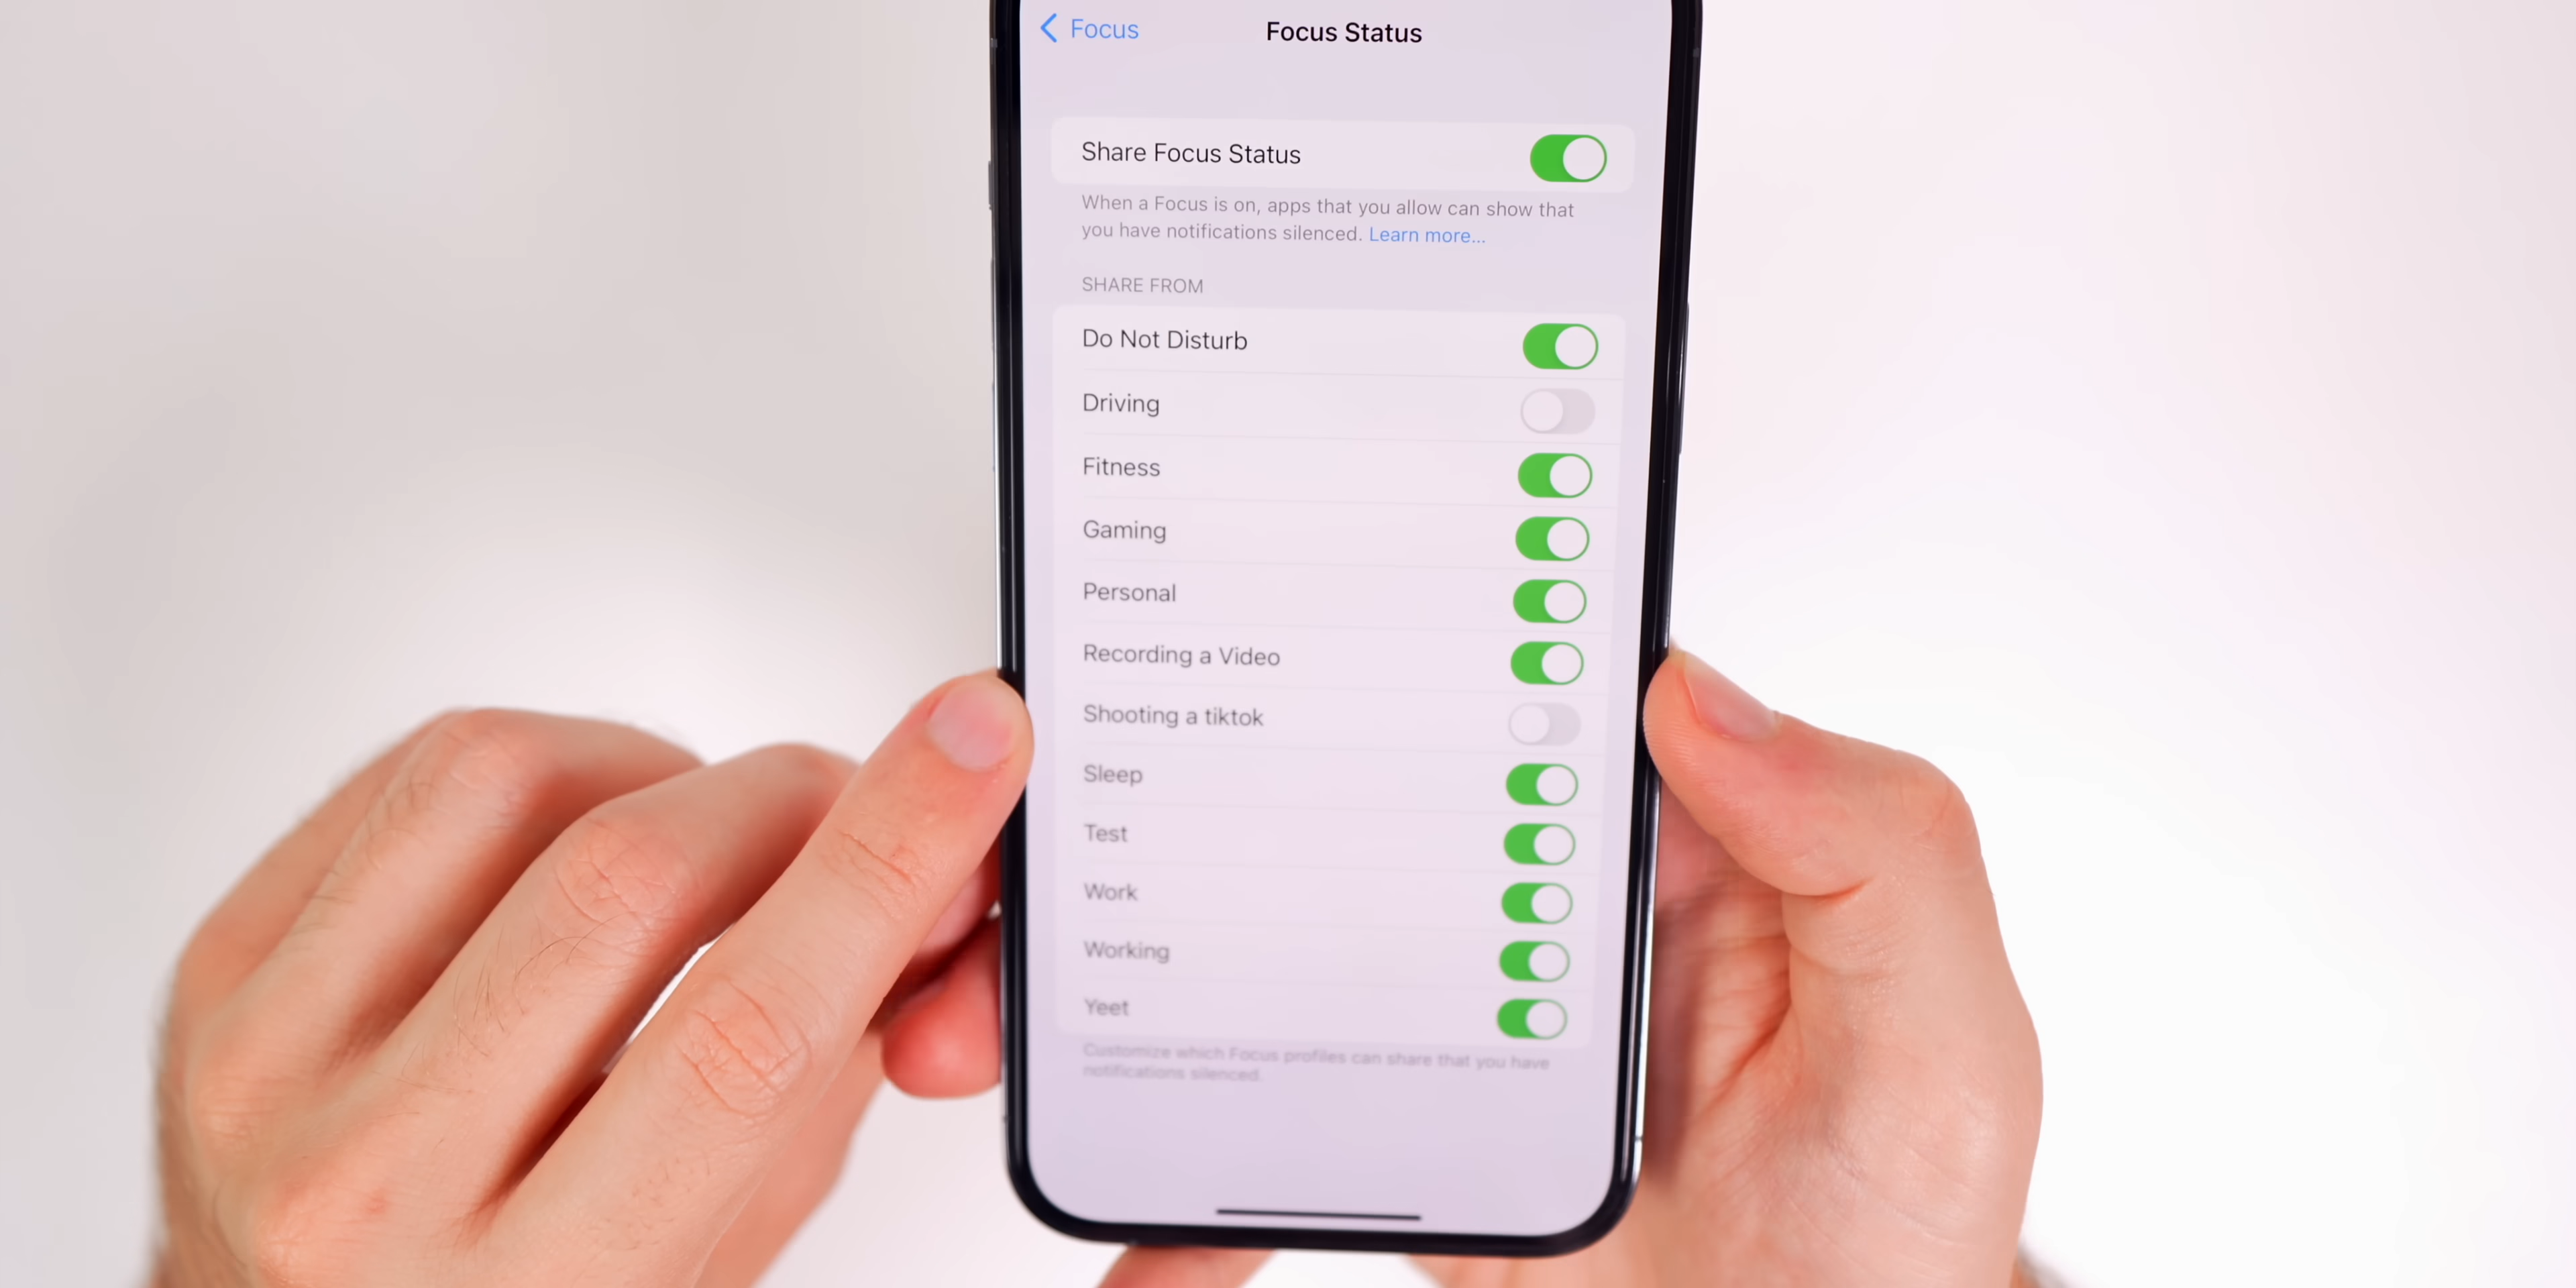 Focus
Focus Status
Share Focus Status
When a Focus is on, apps that you allow can show that
you have notifications silenced. Learn more...
SHARE FROM
Do Not Disturb
Driving
Fitness
Gaming
Personal
Recording a Video
Shooting a tiktok
Sleep
Test
Work
Working
Yeet
Customize which Focus profiles can share that you have
notifications silenced.